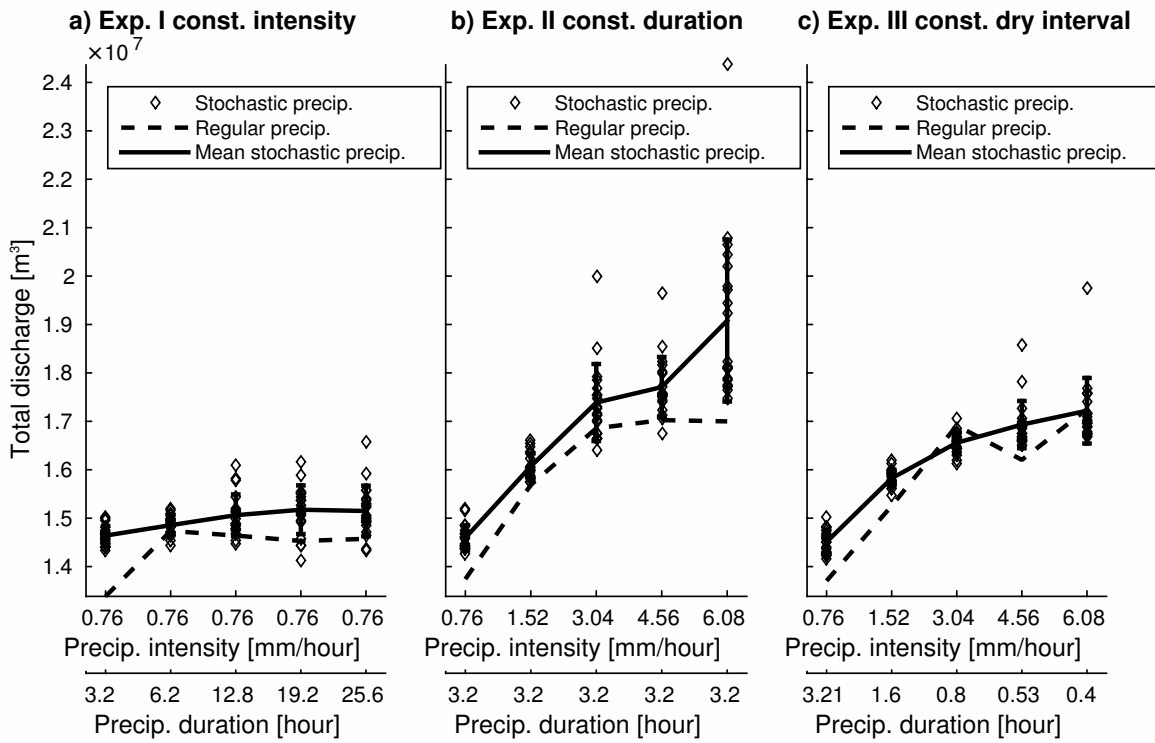 a) Exp. I const. intensity
b) Exp. II const. duration
c) Exp. III const. dry interval
×10^7
Stochastic precip.
Regular precip.
Mean stochastic precip.
Stochastic precip.
Regular precip.
Mean stochastic precip.
Stochastic precip.
Regular precip.
Mean stochastic precip.
Total discharge [m³]
2.4
2.3
2.2
2.1
2
1.9
1.8
1.7
1.6
1.5
1.4
0.76 0.76 0.76 0.76 0.76
Precip. intensity [mm/hour]
3.2 6.2 12.8 19.2 25.6
Precip. duration [hour]
0.76 1.52 3.04 4.56 6.08
Precip. intensity [mm/hour]
3.2 3.2 3.2 3.2 3.2
Precip. duration [hour]
0.76 1.52 3.04 4.56 6.08
Precip. intensity [mm/hour]
3.21 1.6 0.8 0.53 0.4
Precip. duration [hour]